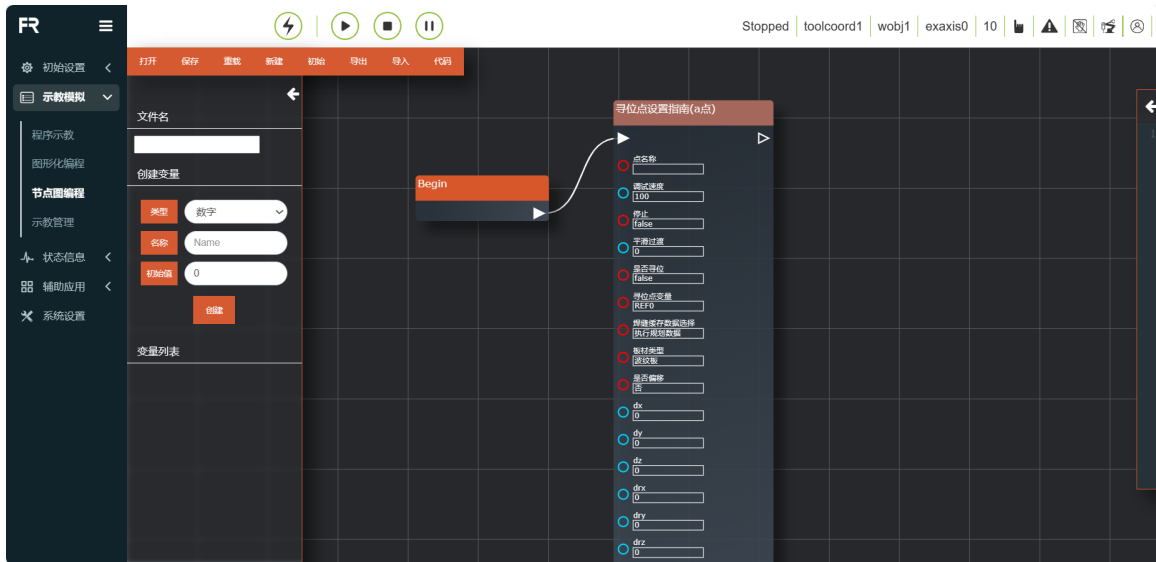 FR
Stopped
toolcoord1
wobj1
exaxis0
10
初始设置
示教模拟
程序示教
图形化编程
节点图编程
示教管理
状态信息
辅助应用
系统设置
打开 保存 重载 新建 初始 导出 导入 代码
文件名
创建变量
类型 数字
名称 Name
初始值 0
创建
变量列表
Begin
寻位点设置指南(a点)
点名称
调试速度
100
停止
false
平滑过渡
0
是否寻位
false
寻位点变量
REF0
焊缝缓存数据选择
执行规划数据
板材类型
波纹板
是否偏移
否
dx
0
dy
0
dz
0
drx
0
dry
0
drz
0